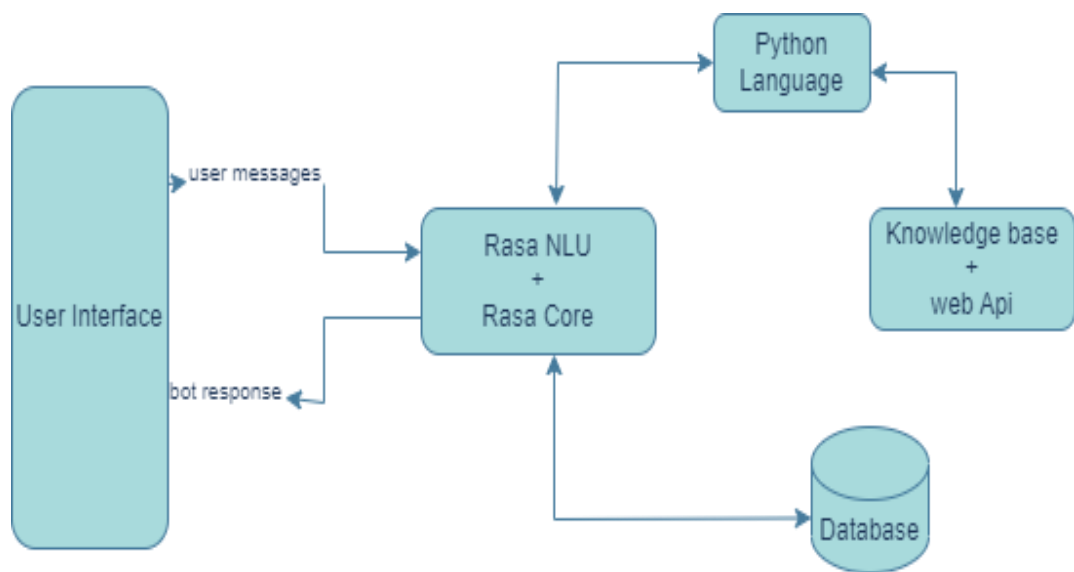 Python
Language
user messages
Rasa NLU
+
Rasa Core
Knowledge base
+
web Api
User Interface
bot response
Database